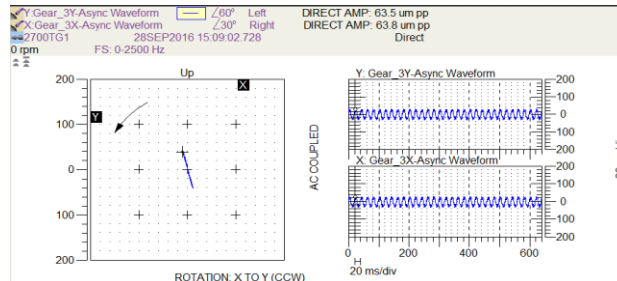 Y:Gear_3Y-Async Waveform ∠60° Left DIRECT AMP: 63.5 um pp
X:Gear_3X-Async Waveform ∠30° Right DIRECT AMP: 63.8 um pp
2700TG1 28SEP2016 15:09:02.728 Direct
0 rpm FS: 0-2500 Hz
Up
X
Y
200
100
0
100
200
ROTATION: X TO Y (CCW)
AC COUPLED
Y: Gear_3Y-Async Waveform
200
100
0
100
200
X: Gear_3X-Async Waveform
200
100
0
100
200
0 200 400 600
H
20 ms/div